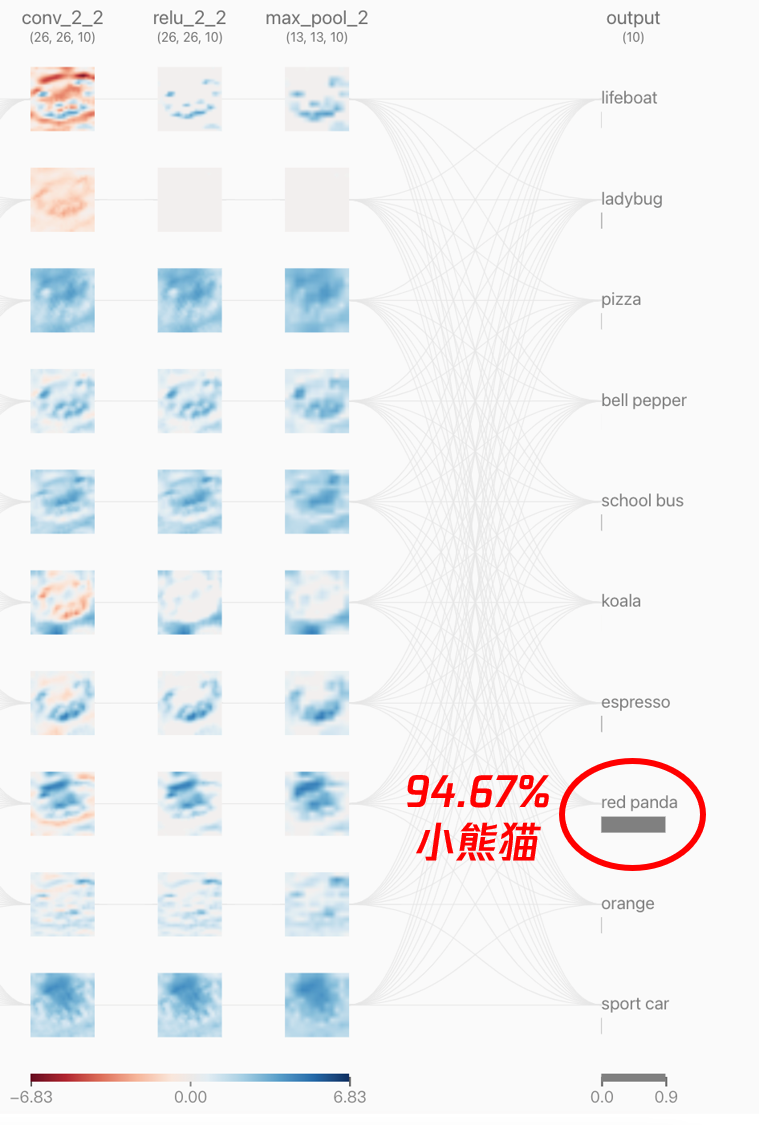 conv_2_2 relu_2_2 max_pool_2 output
(26, 26, 10) (26, 26, 10) (13, 13, 10) (10)
lifeboat
ladybug
pizza
bell pepper
school bus
koala
espresso
94.67%
小熊猫
red panda
orange
sport car
−6.83 0.00 6.83 0.0 0.9